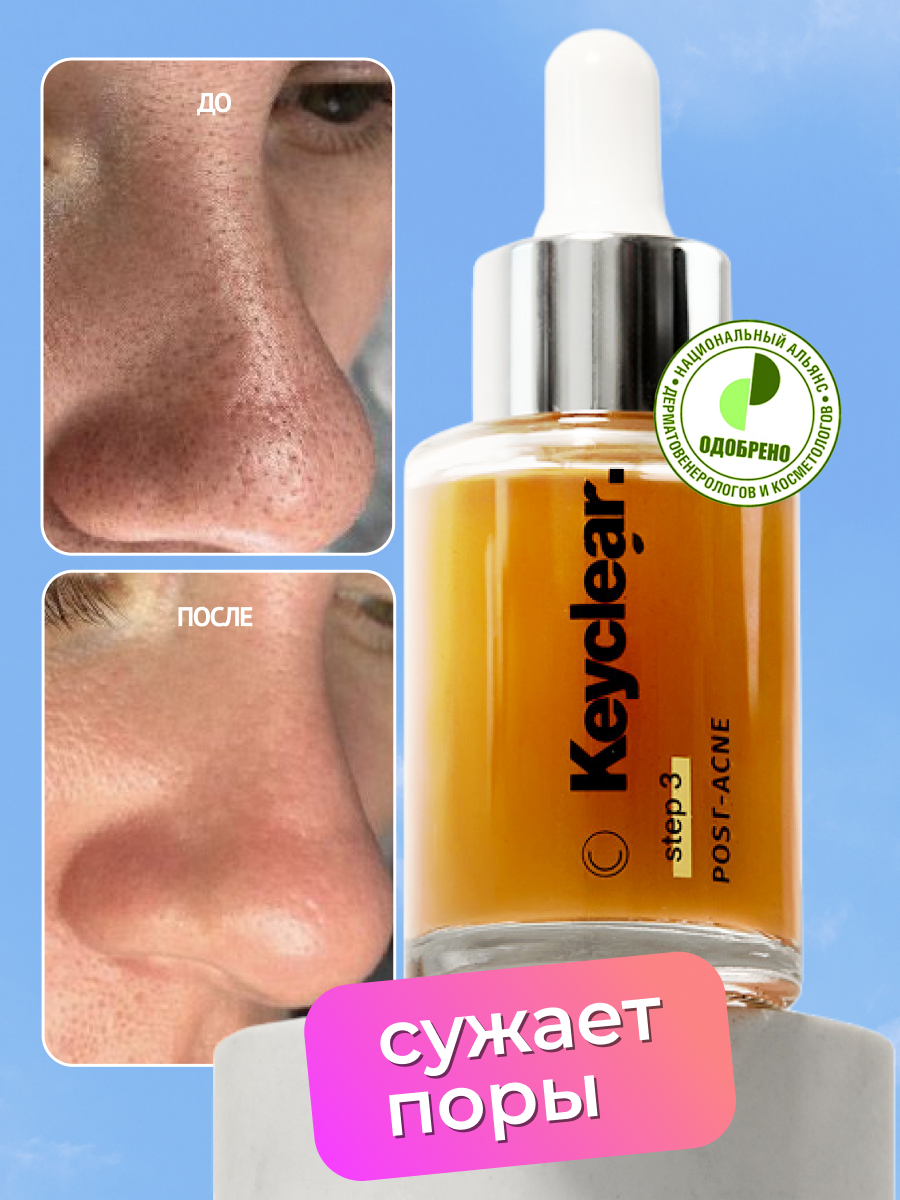 ДО
ПОСЛЕ
Keyclear.
step 3
POST-ACNE
• НАЦИОНАЛЬНЫЙ АЛЬЯНС •
ДЕРМАТОВЕНЕРОЛОГОВ И КОСМЕТОЛОГОВ
ОДОБРЕНО
сужает
поры